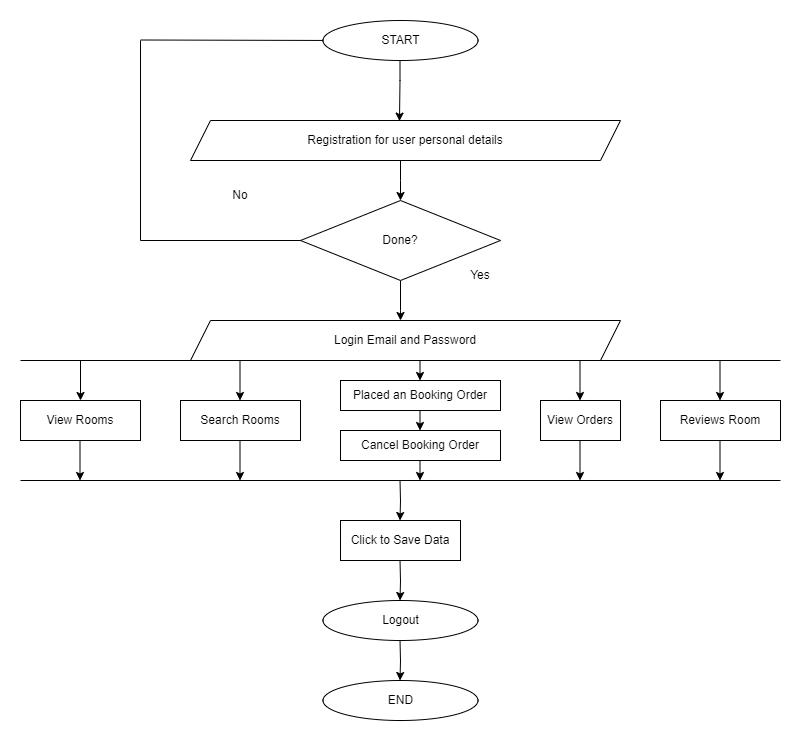 START
Registration for user personal details
No
Done?
Yes
Login Email and Password
View Rooms
Search Rooms
Placed an Booking Order
Cancel Booking Order
View Orders
Reviews Room
Click to Save Data
Logout
END